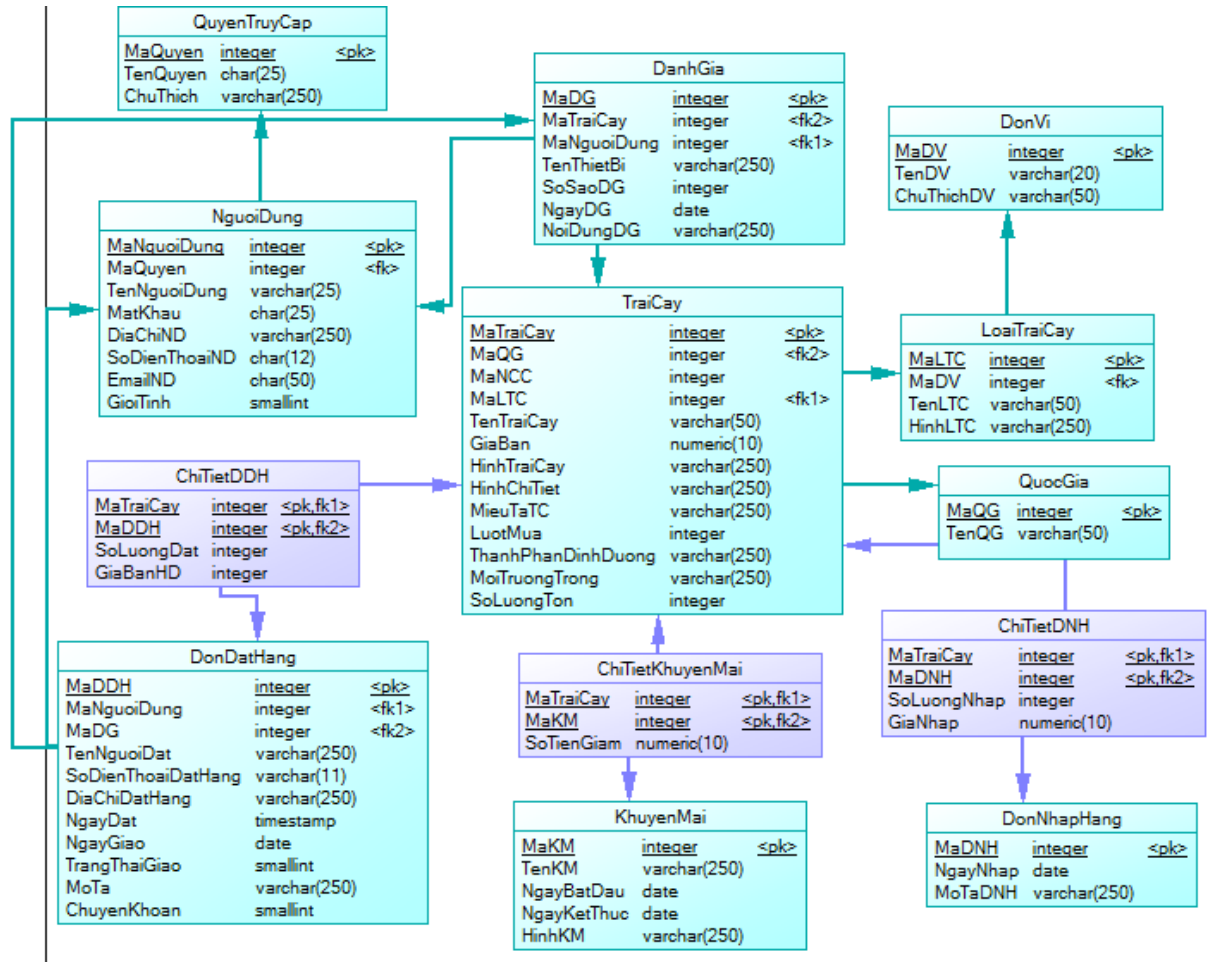 QuyenTruyCap
MaQuyen integer <pk>
TenQuyen char(25)
ChuThich varchar(250)
DanhGia
MaDG integer <pk>
MaTraiCay integer <fk2>
MaNguoiDung integer <fk1>
TenThietBi varchar(250)
SoSaoDG integer
NgayDG date
NoiDungDG varchar(250)
DonVi
MaDV integer <pk>
TenDV varchar(20)
ChuThichDV varchar(50)
NguoiDung
MaNguoiDung integer <pk>
MaQuyen integer <fk>
TenNguoiDung varchar(25)
MatKhau char(25)
DiaChiND varchar(250)
SoDienThoaiND char(12)
EmailND char(50)
GioiTinh smallint
TraiCay
MaTraiCay integer <pk>
MaQG integer <fk2>
MaNCC integer
MaLTC integer <fk1>
TenTraiCay varchar(50)
GiaBan numeric(10)
HinhTraiCay varchar(250)
HinhChiTiet varchar(250)
MieuTaTC varchar(250)
LuotMua integer
ThanhPhanDinhDuong varchar(250)
MoiTruongTrong varchar(250)
SoLuongTon integer
LoaiTraiCay
MaLTC integer <pk>
MaDV integer <fk>
TenLTC varchar(50)
HinhLTC varchar(250)
ChiTietDDH
MaTraiCay integer <pk,fk1>
MaDDH integer <pk,fk2>
SoLuongDat integer
GiaBanHD integer
QuocGia
MaQG integer <pk>
TenQG varchar(50)
ChiTietDNH
MaTraiCay integer <pk,fk1>
MaDNH integer <pk,fk2>
SoLuongNhap integer
GiaNhap numeric(10)
DonDatHang
MaDDH integer <pk>
MaNguoiDung integer <fk1>
MaDG integer <fk2>
TenNguoiDat varchar(250)
SoDienThoaiDatHang varchar(11)
DiaChiDatHang varchar(250)
NgayDat timestamp
NgayGiao date
TrangThaiGiao smallint
MoTa varchar(250)
ChuyenKhoan smallint
ChiTietKhuyenMai
MaTraiCay integer <pk,fk1>
MaKM integer <pk,fk2>
SoTienGiam numeric(10)
KhuyenMai
MaKM integer <pk>
TenKM varchar(250)
NgayBatDau date
NgayKetThuc date
HinhKM varchar(250)
DonNhapHang
MaDNH integer <pk>
NgayNhap date
MoTaDNH varchar(250)